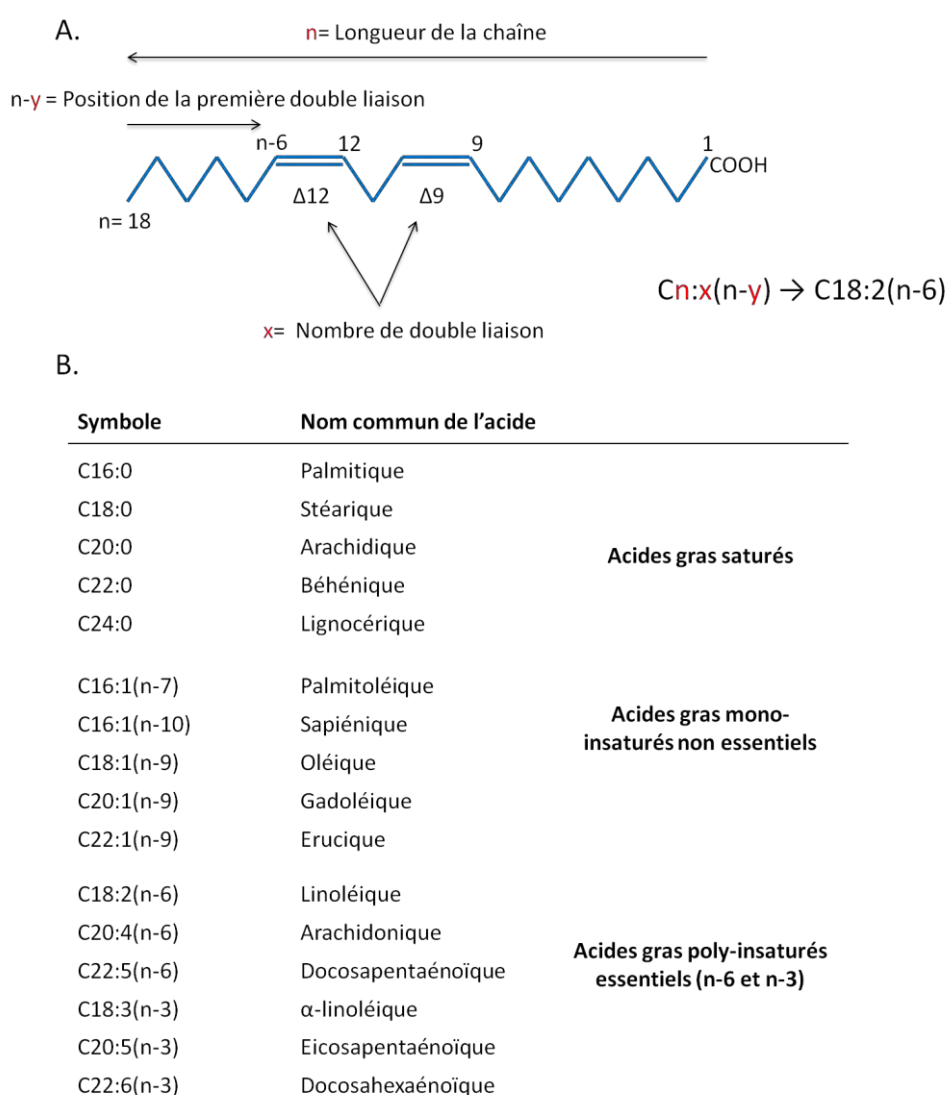 A.
n= Longueur de la chaîne
n-y = Position de la première double liaison
n-6 12 9 1
COOH
Δ12 Δ9
n= 18
Cn:x(n-y) → C18:2(n-6)
x= Nombre de double liaison
B.
Symbole Nom commun de l'acide
C16:0 Palmitique
C18:0 Stéarique
C20:0 Arachidique
Acides gras saturés
C22:0 Béhénique
C24:0 Lignocérique
C16:1(n-7) Palmitoléique
C16:1(n-10) Sapiénique
Acides gras mono-
insaturés non essentiels
C18:1(n-9) Oléique
C20:1(n-9) Gadoléique
C22:1(n-9) Erucique
C18:2(n-6) Linoléique
C20:4(n-6) Arachidonique
Acides gras poly-insaturés
essentiels (n-6 et n-3)
C22:5(n-6) Docosapentaénoïque
C18:3(n-3) α-linoléique
C20:5(n-3) Eicosapentaénoïque
C22:6(n-3) Docosahexaénoïque